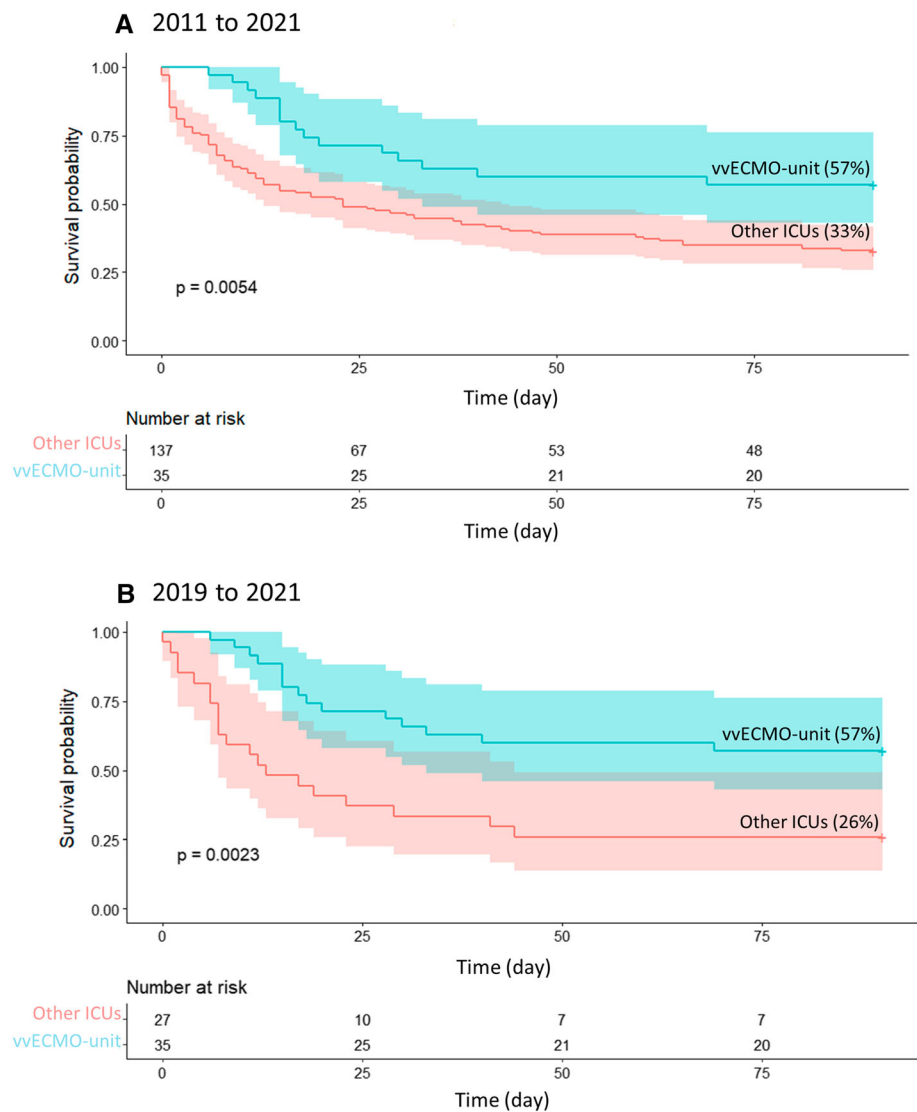 A 2011 to 2021
1.00
0.75
0.50
0.25
0.00
Survival probability
vvECMO-unit (57%)
Other ICUs (33%)
p = 0.0054
0 25 50 75
Time (day)
Number at risk
Other ICUs 137 67 53 48
vvECMO-unit 35 25 21 20
0 25 50 75
Time (day)
B 2019 to 2021
1.00
0.75
0.50
0.25
0.00
Survival probability
vvECMO-unit (57%)
Other ICUs (26%)
p = 0.0023
0 25 50 75
Time (day)
Number at risk
Other ICUs 27 10 7 7
vvECMO-unit 35 25 21 20
0 25 50 75
Time (day)